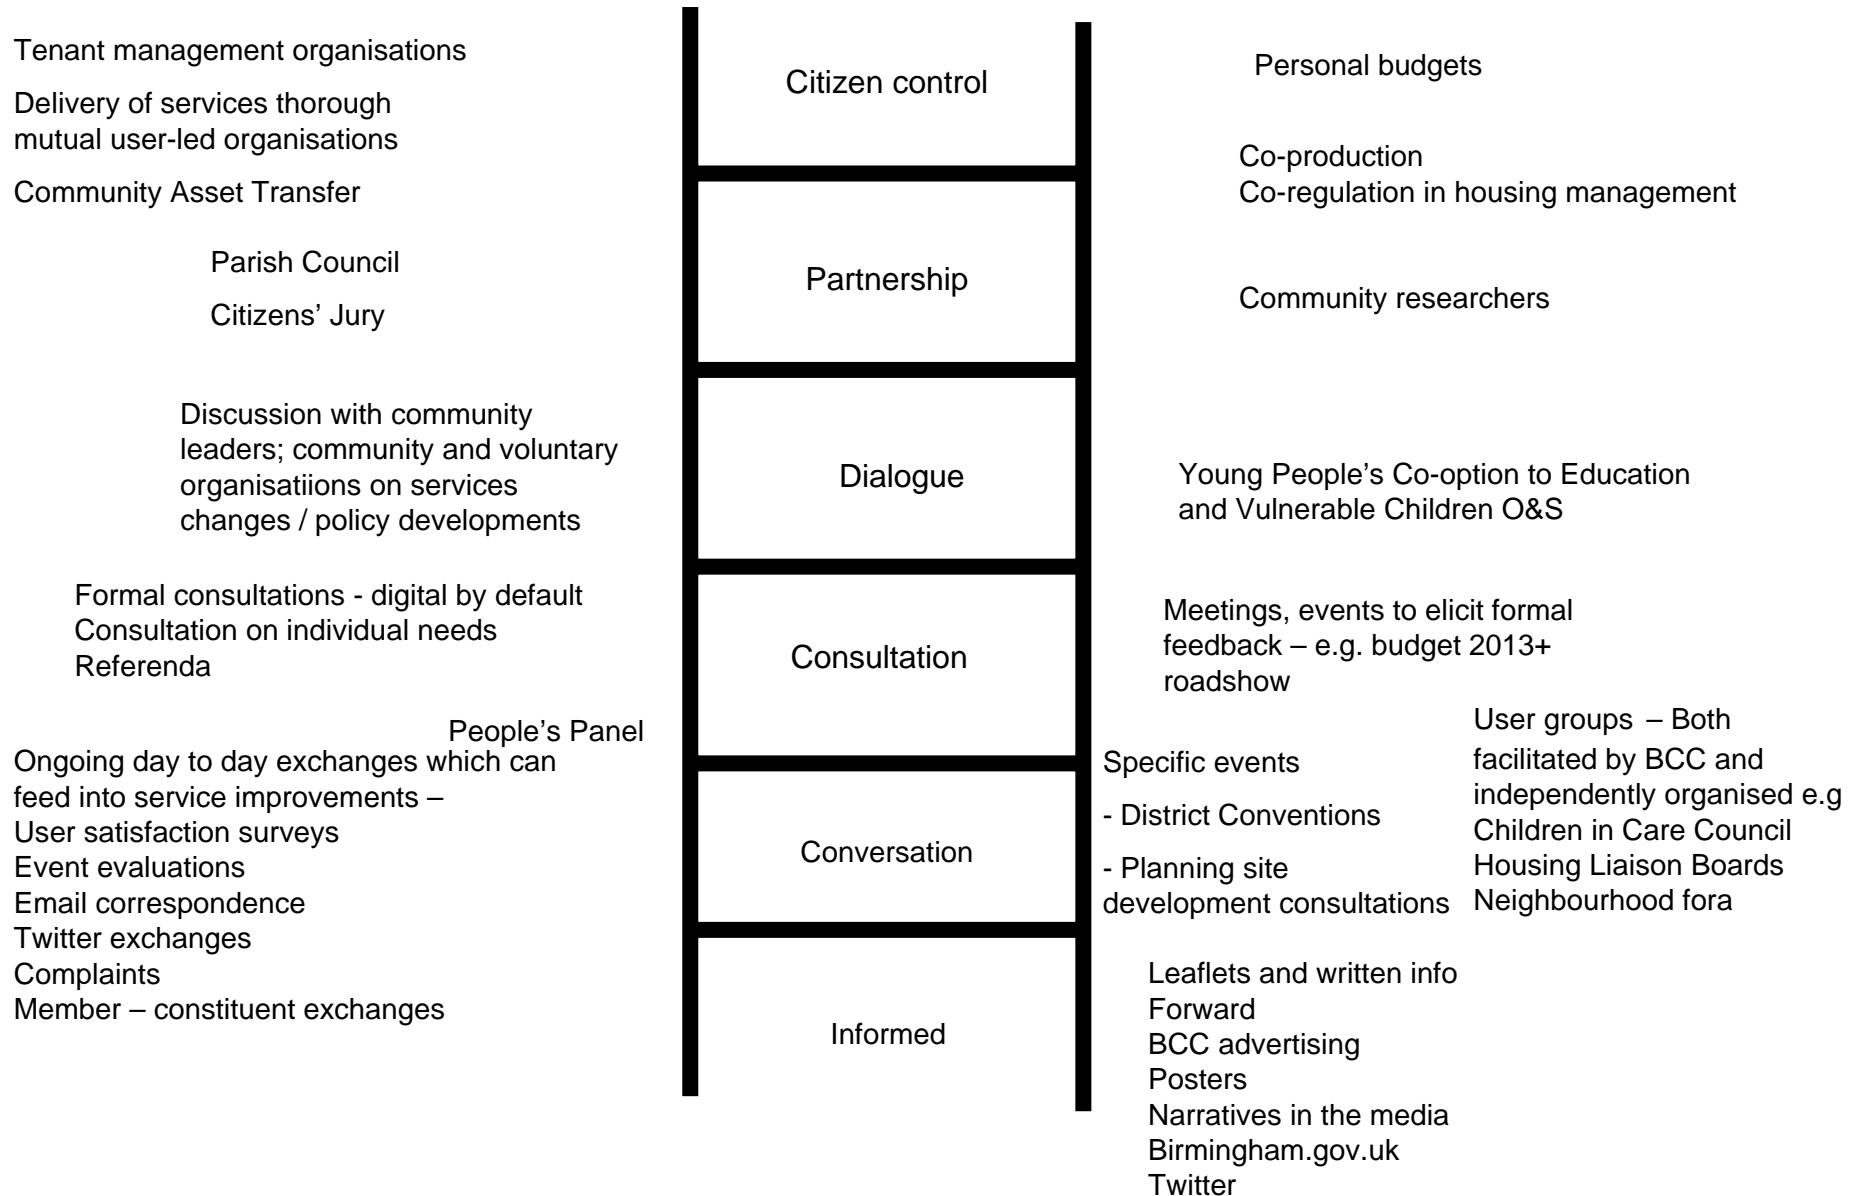 Tenant management organisations
Delivery of services thorough
mutual user-led organisations
Community Asset Transfer
Parish Council
Citizens’ Jury
Discussion with community
leaders; community and voluntary
organisatiions on services
changes / policy developments
Formal consultations - digital by default
Consultation on individual needs
Referenda
People’s Panel
Ongoing day to day exchanges which can
feed into service improvements –
User satisfaction surveys
Event evaluations
Email correspondence
Twitter exchanges
Complaints
Member – constituent exchanges
Citizen control
Partnership
Dialogue
Consultation
Conversation
Informed
Personal budgets
Co-production
Co-regulation in housing management
Community researchers
Young People’s Co-option to Education
and Vulnerable Children O&S
Meetings, events to elicit formal
feedback – e.g. budget 2013+
roadshow
Specific events
- District Conventions
- Planning site
development consultations
User groups – Both
facilitated by BCC and
independently organised e.g
Children in Care Council
Housing Liaison Boards
Neighbourhood fora
Leaflets and written info
Forward
BCC advertising
Posters
Narratives in the media
Birmingham.gov.uk
Twitter